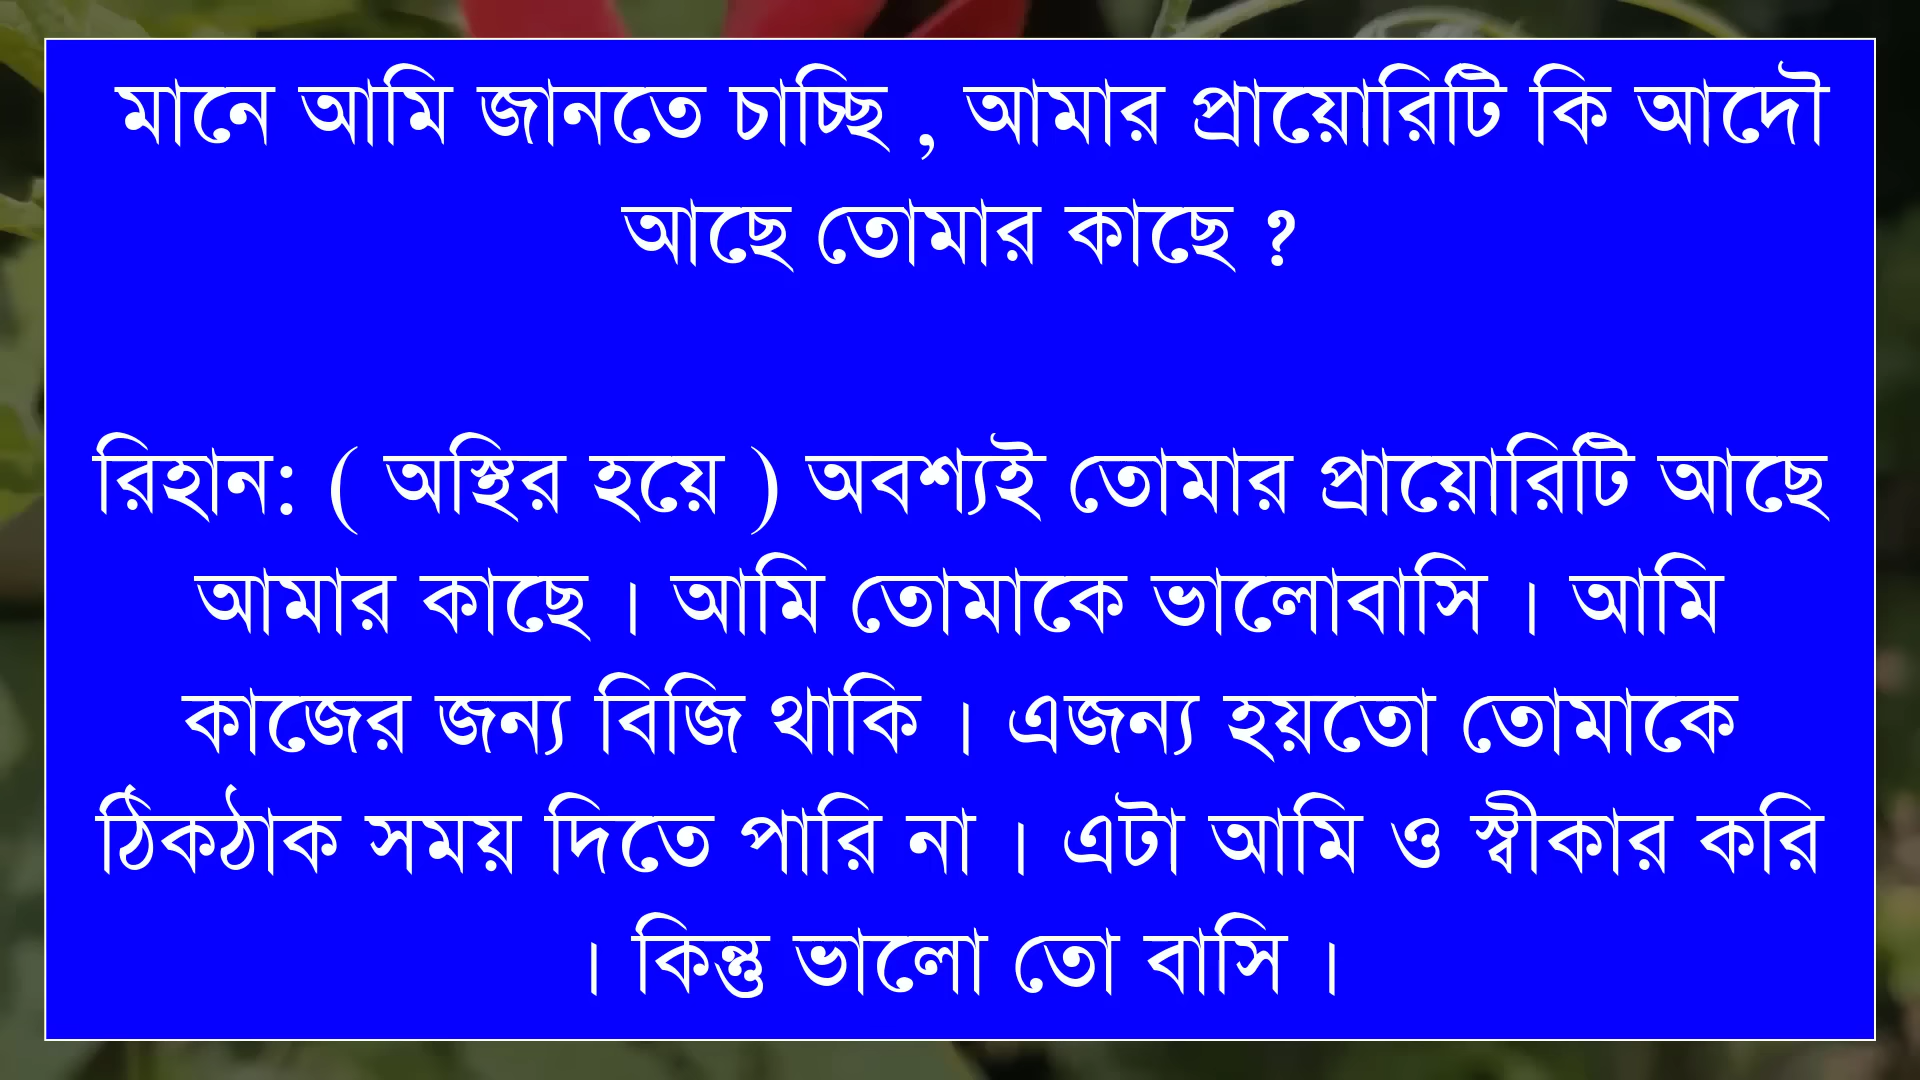 মানে আমি জানতে চাচ্ছি , আমার প্রায়োরিটি কি আদৌ
আছে তোমার কাছে ?
রিহান: ( অস্থির হয়ে ) অবশ্যই তোমার প্রায়োরিটি আছে
আমার কাছে । আমি তোমাকে ভালোবাসি । আমি
কাজের জন্য বিজি থাকি । এজন্য হয়তো তোমাকে
ঠিকঠাক সময় দিতে পারি না । এটা আমি ও স্বীকার করি
। কিন্তু ভালো তো বাসি ।